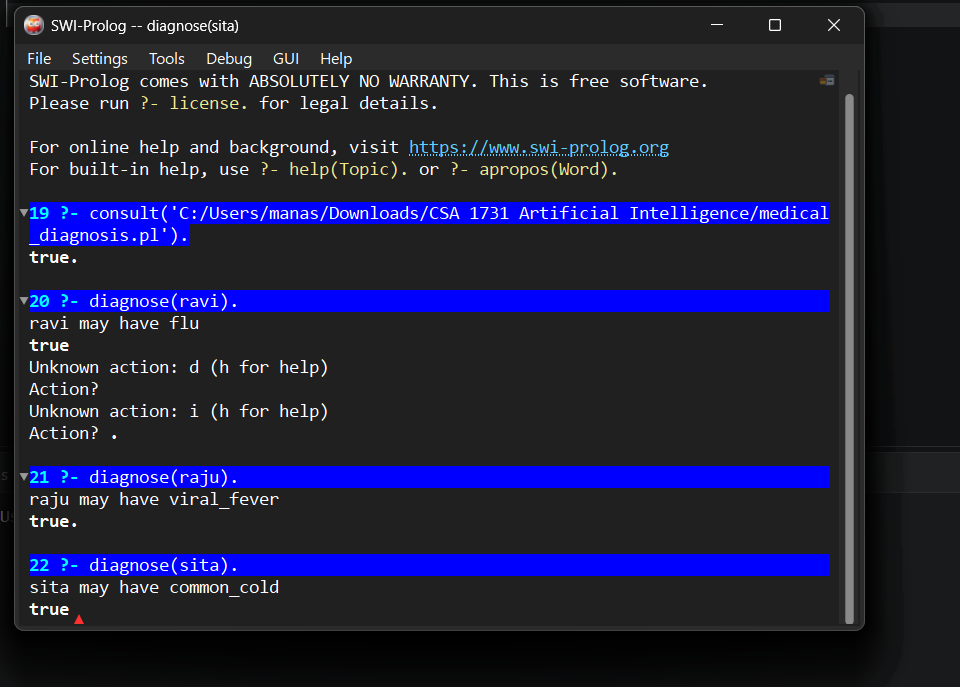 SWI-Prolog -- diagnose(sita)
File Settings Tools Debug GUI Help
SWI-Prolog comes with ABSOLUTELY NO WARRANTY. This is free software.
Please run ?- license. for legal details.
For online help and background, visit https://www.swi-prolog.org
For built-in help, use ?- help(Topic). or ?- apropos(Word).
19 ?- consult('C:/Users/manas/Downloads/CSA 1731 Artificial Intelligence/medical
_diagnosis.pl').
true.
20 ?- diagnose(ravi).
ravi may have flu
true
Unknown action: d (h for help)
Action?
Unknown action: i (h for help)
Action? .
21 ?- diagnose(raju).
raju may have viral_fever
true.
22 ?- diagnose(sita).
sita may have common_cold
true